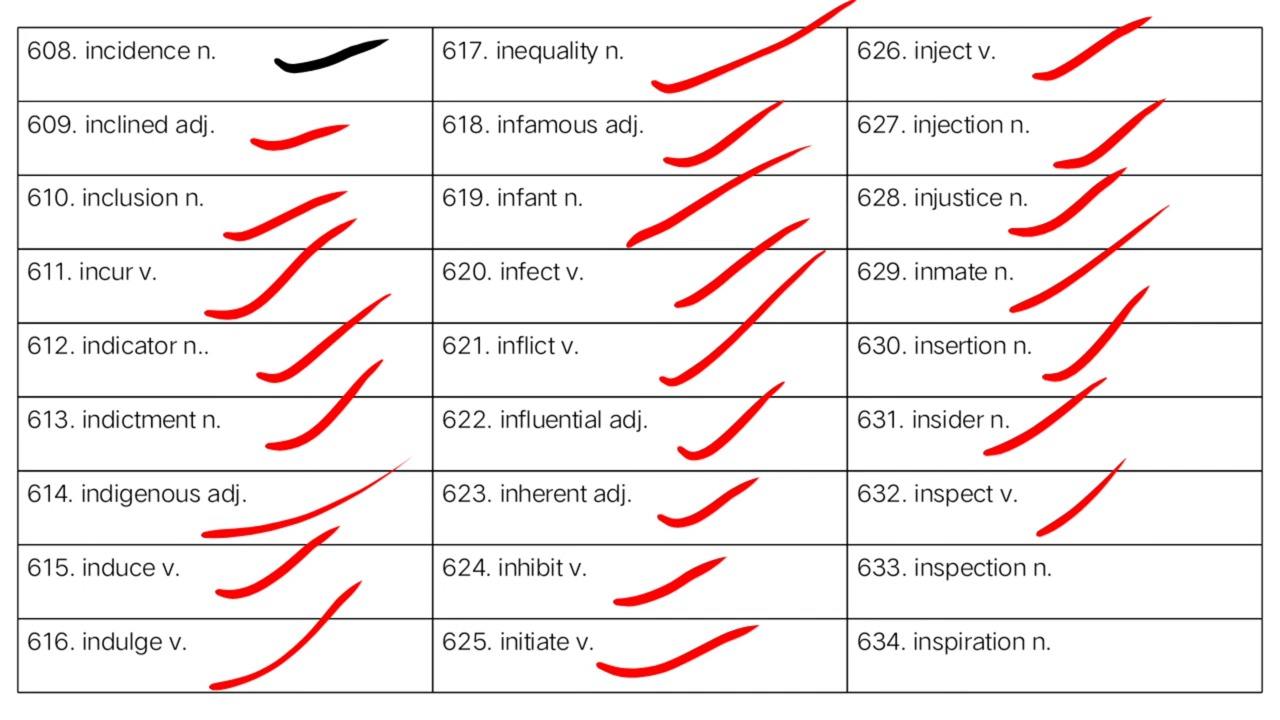 608. incidence n.
617. inequality n.
626. inject v.
609. inclined adj.
618. infamous adj.
627. injection n.
610. inclusion n.
619. infant n.
628. injustice n.
611. incur v.
620. infect v.
629. inmate n.
612. indicator n..
621. inflict v.
630. insertion n.
613. indictment n.
622. influential adj.
631. insider n.
614. indigenous adj.
623. inherent adj.
632. inspect v.
615. induce v.
624. inhibit v.
633. inspection n.
616. indulge v.
625. initiate v.
634. inspiration n.